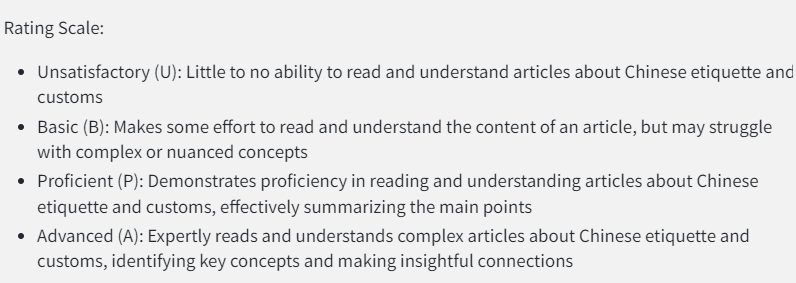 Rating Scale:
• Unsatisfactory (U): Little to no ability to read and understand articles about Chinese etiquette and
customs
• Basic (B): Makes some effort to read and understand the content of an article, but may struggle
with complex or nuanced concepts
• Proficient (P): Demonstrates proficiency in reading and understanding articles about Chinese
etiquette and customs, effectively summarizing the main points
• Advanced (A): Expertly reads and understands complex articles about Chinese etiquette and
customs, identifying key concepts and making insightful connections